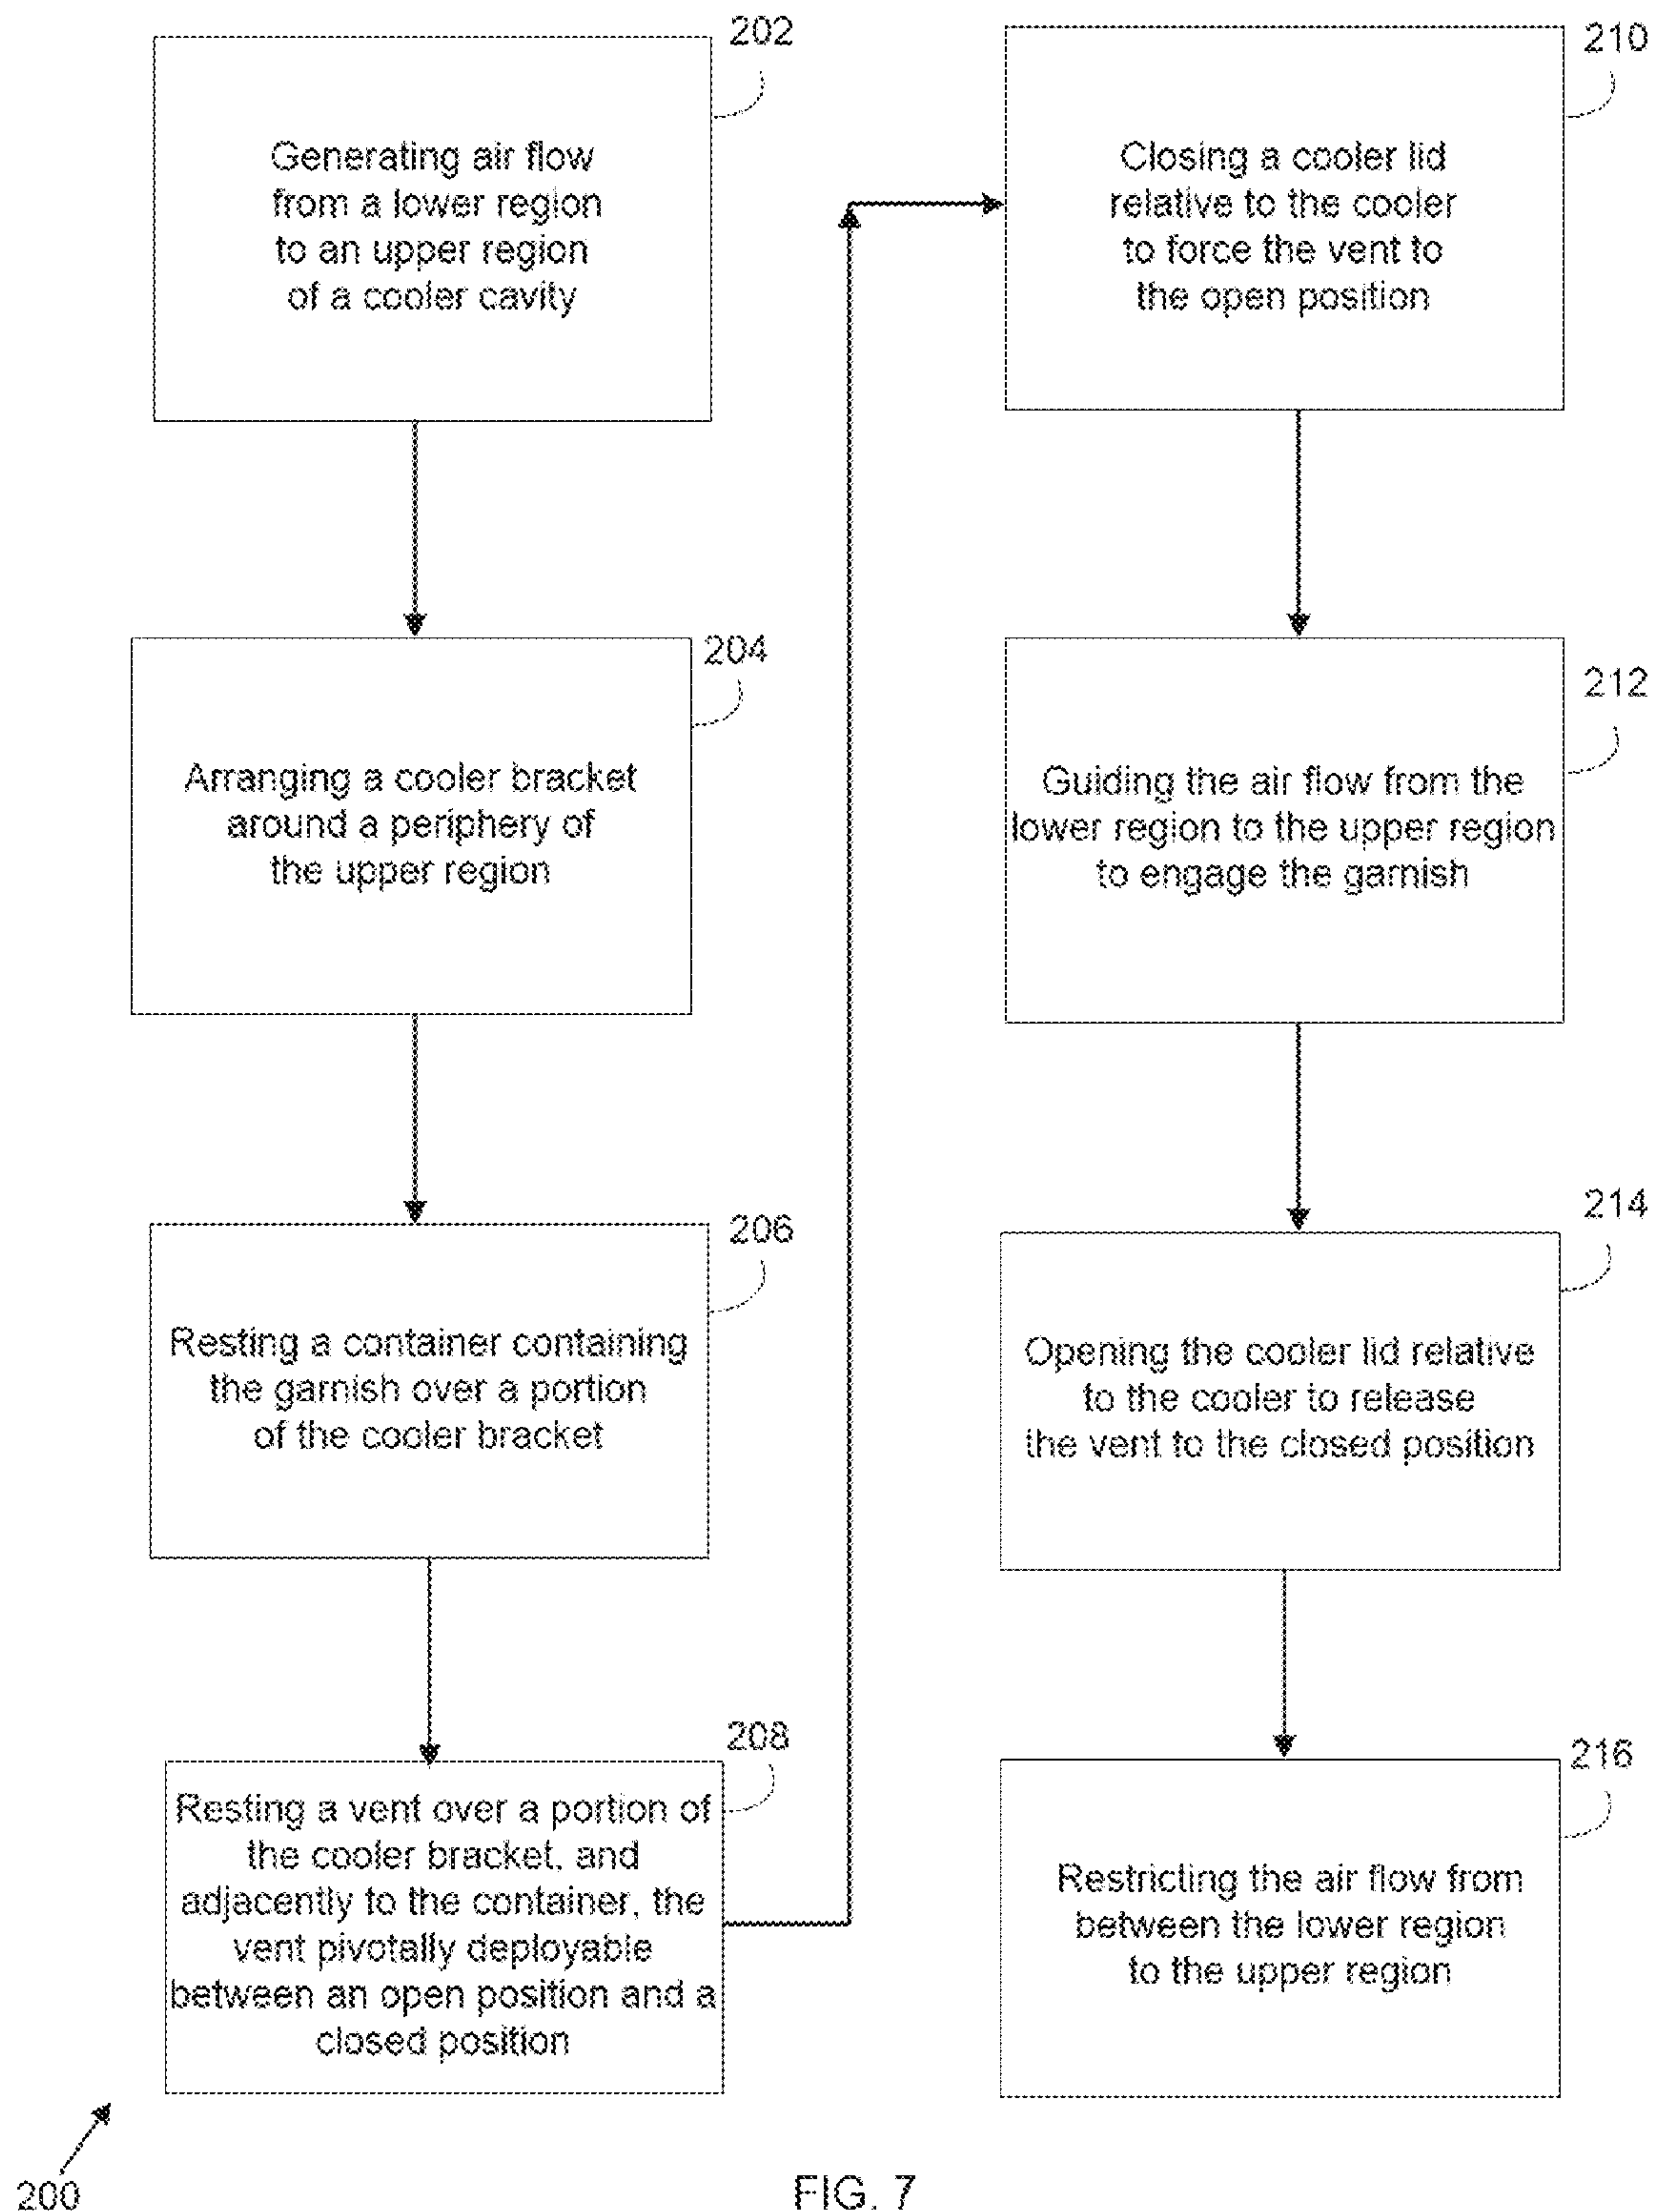 202
Generating air flow
from a lower region
to an upper region
of a cooler cavity
204
Arranging a cooler bracket
around a periphery of
the upper region
206
Resting a container containing
the garnish over a portion
of the cooler bracket
208
Resting a vent over a portion of
the cooler bracket, and
adjacently to the container, the
vent pivotally deployable
between an open position and a
closed position
210
Closing a cooler lid
relative to the cooler
to force the vent to
the open position
212
Guiding the air flow from the
lower region to the upper region
to engage the garnish
214
Opening the cooler lid relative
to the cooler to release
the vent to the closed position
216
Restricting the air flow from
between the lower region
to the upper region
200
FIG. 7